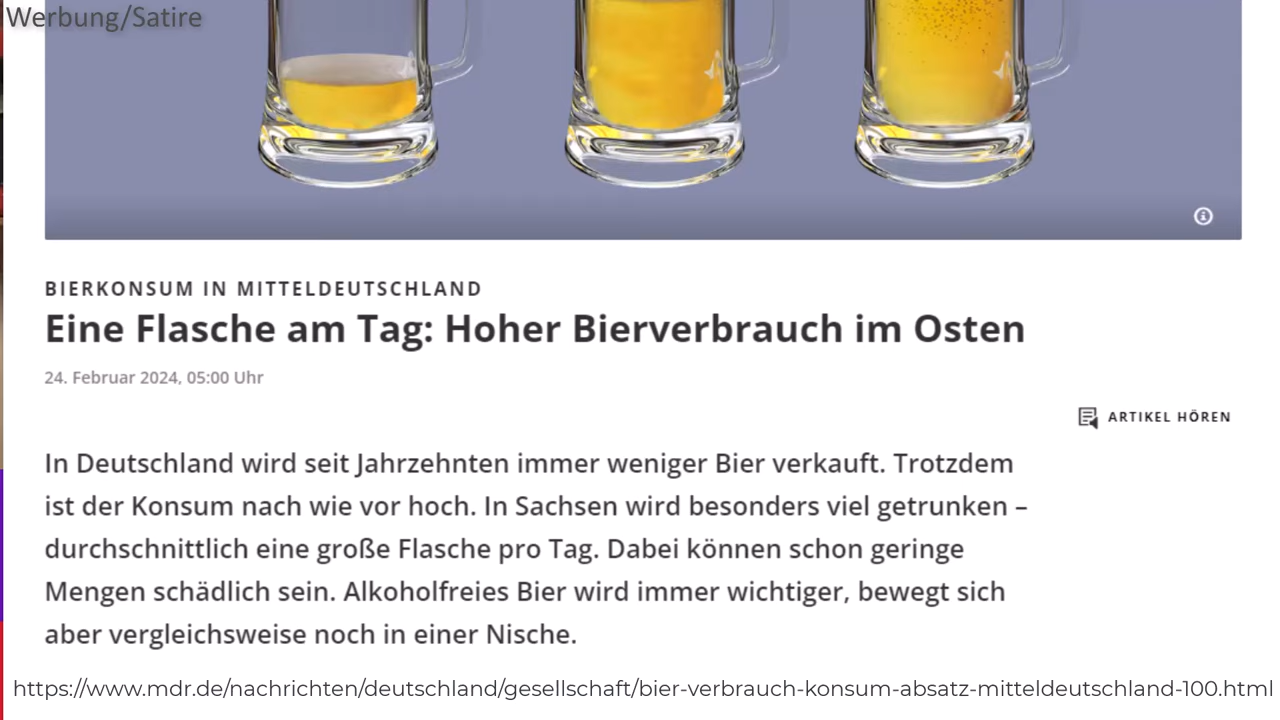 Werbung/Satire
BIERKONSUM IN MITTELDEUTSCHLAND
Eine Flasche am Tag: Hoher Bierverbrauch im Osten
24. Februar 2024, 05:00 Uhr
ARTIKEL HÖREN
In Deutschland wird seit Jahrzehnten immer weniger Bier verkauft. Trotzdem
ist der Konsum nach wie vor hoch. In Sachsen wird besonders viel getrunken –
durchschnittlich eine große Flasche pro Tag. Dabei können schon geringe
Mengen schädlich sein. Alkoholfreies Bier wird immer wichtiger, bewegt sich
aber vergleichsweise noch in einer Nische.
https://www.mdr.de/nachrichten/deutschland/gesellschaft/bier-verbrauch-konsum-absatz-mitteldeutschland-100.html